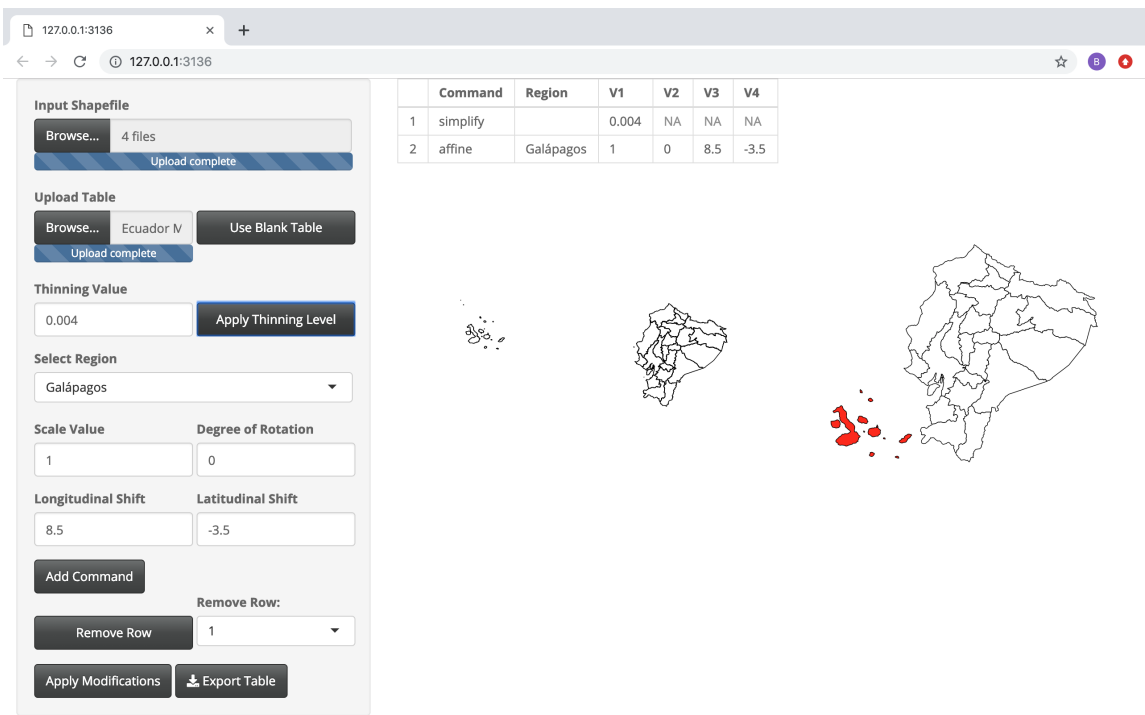 127.0.0.1:3136
127.0.0.1:3136
B
Input Shapefile
Browse... 4 files
Upload complete
Upload Table
Browse... Ecuador M Use Blank Table
Upload complete
Thinning Value
0.004 Apply Thinning Level
Select Region
Galápagos
Scale Value Degree of Rotation
1 0
Longitudinal Shift Latitudinal Shift
8.5 -3.5
Add Command
Remove Row:
Remove Row 1
Apply Modifications Export Table
Command Region V1 V2 V3 V4
1 simplify 0.004 NA NA NA
2 affine Galápagos 1 0 8.5 -3.5